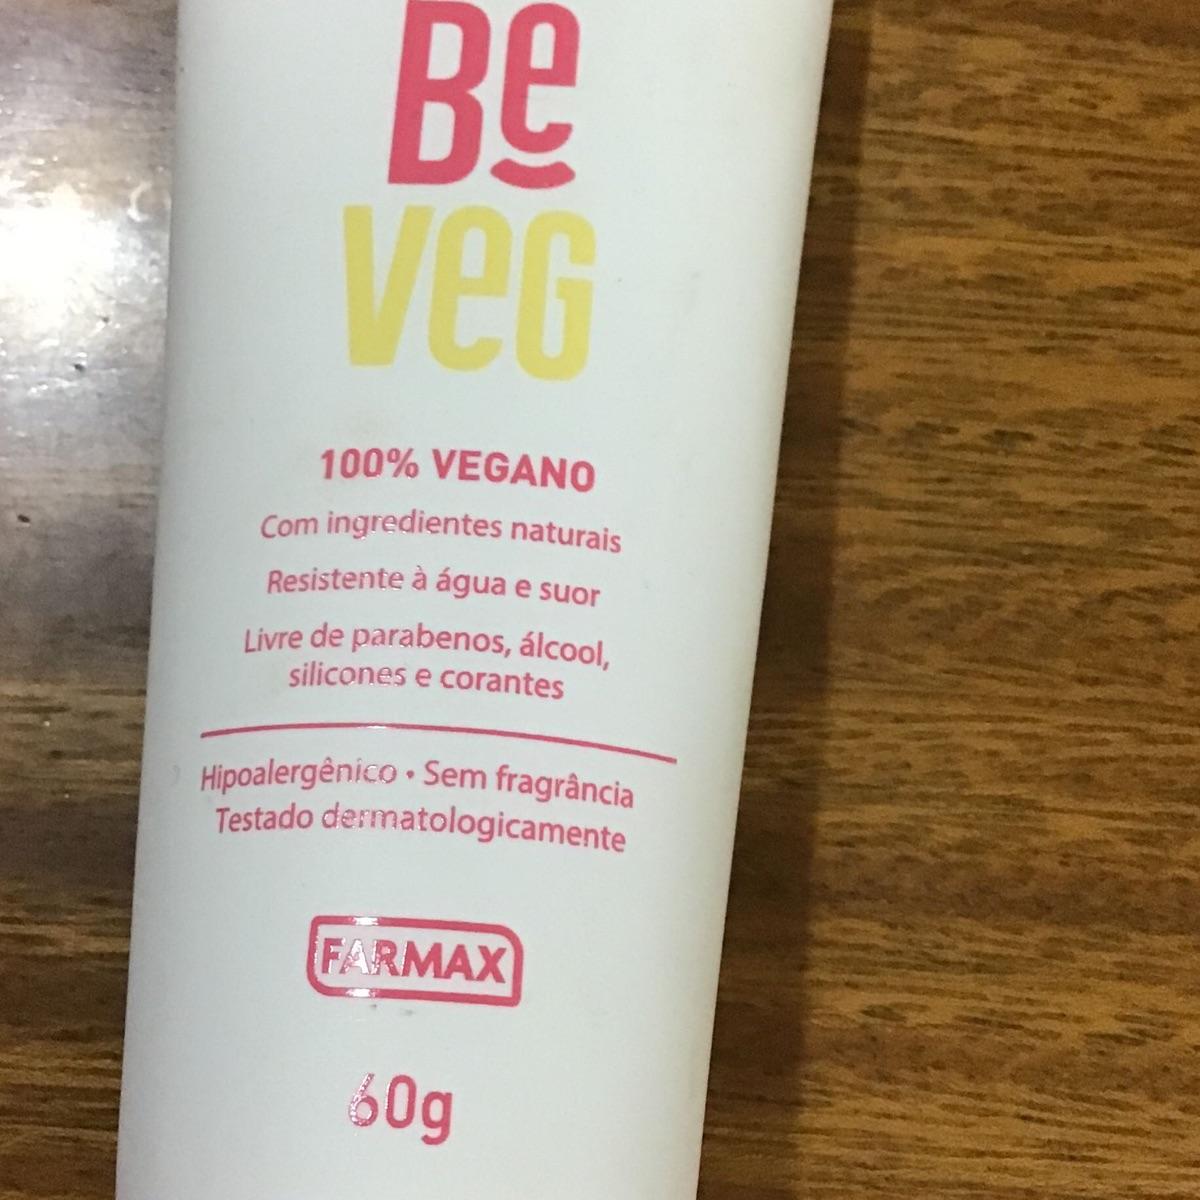 Be
veg
100% VEGANO
Com ingredientes naturais
Resistente à água e suor
Livre de parabenos, álcool,
silicones e corantes
Hipoalergênico • Sem fragrância
Testado dermatologicamente
FARMAX
60g